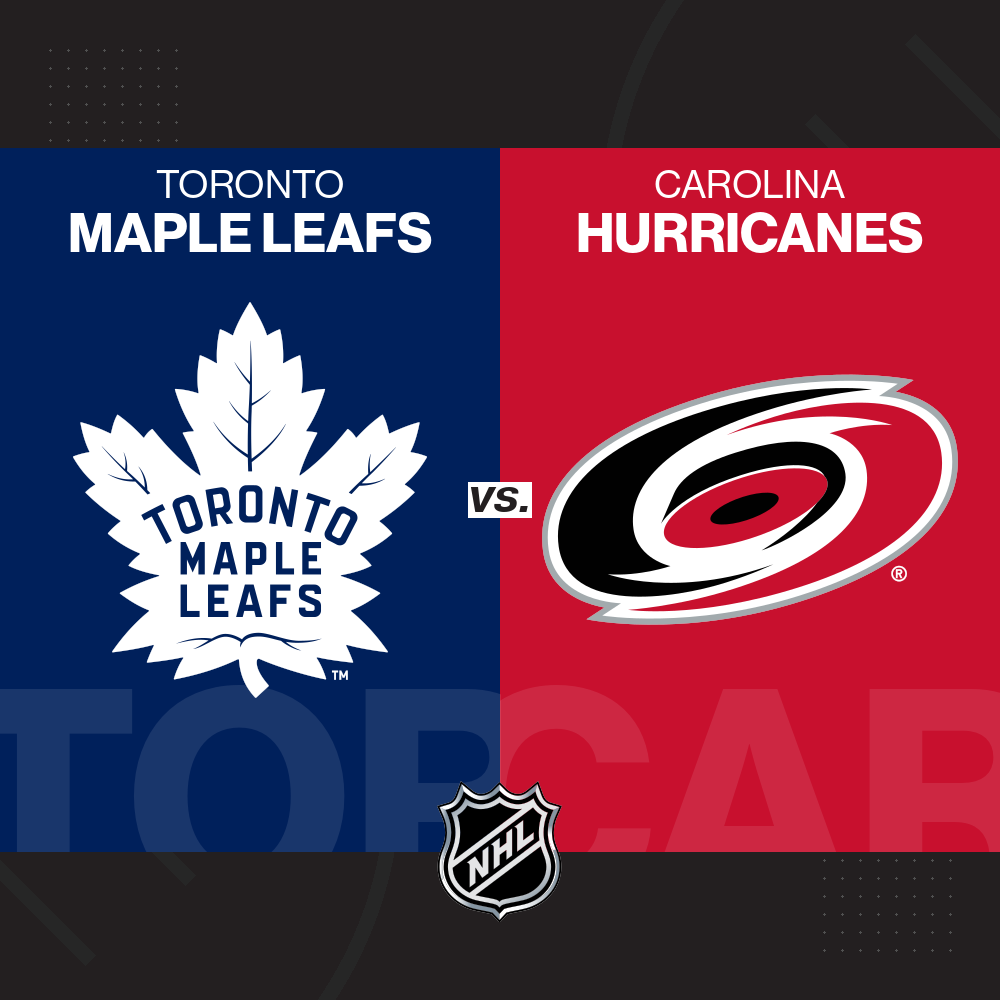 TORONTO
MAPLE LEAFS
CAROLINA
HURRICANES
TORONTO
MAPLE
LEAFS
TM
VS.
®
TOR
CAR
NHL